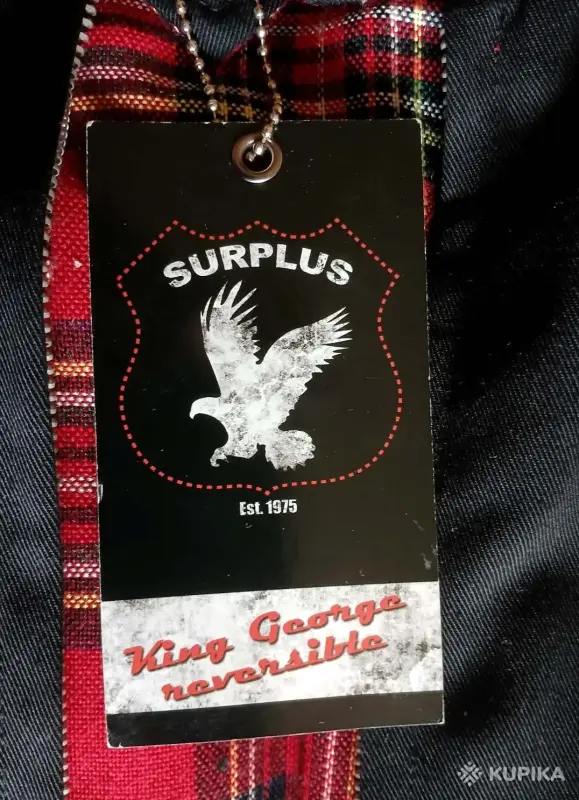 SURPLUS
Est. 1975
King George
reversible
KUPIKA